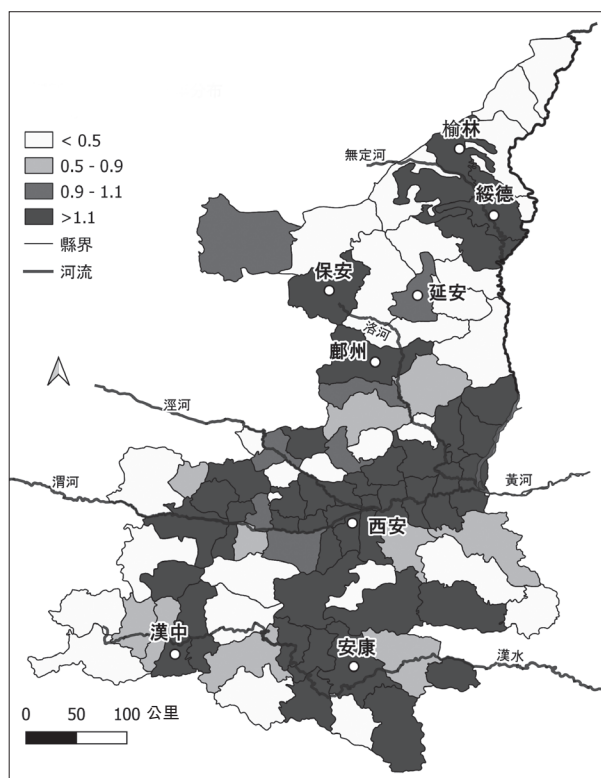 < 0.5
0.5 - 0.9
0.9 - 1.1
>1.1
縣界
河流
榆林
無定河
綏德
保安
延安
洛河
鄜州
涇河
渭河
黃河
西安
漢中
安康
漢水
0 50 100 公里